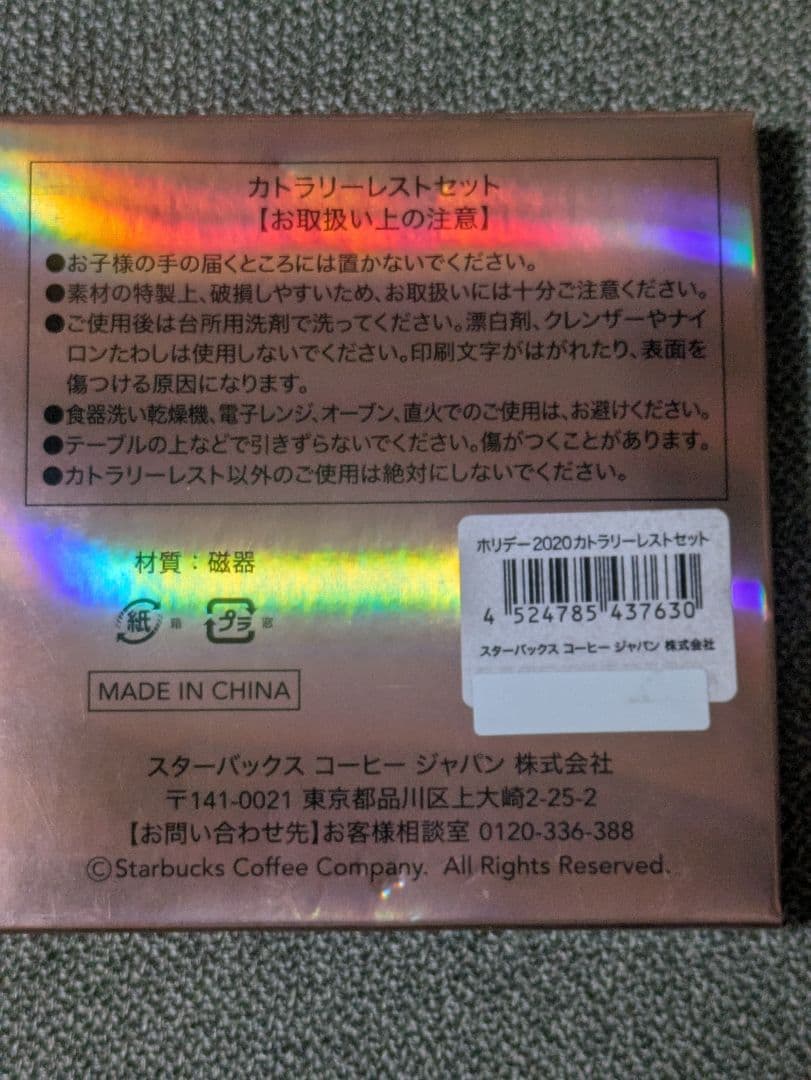 カトラリーレストセット
【お取扱い上の注意】
●お子様の手の届くところには置かないでください。
●素材の特製上、破損しやすいため、お取扱いには十分ご注意ください。
●ご使用後は台所用洗剤で洗ってください。漂白剤、クレンザーやナイ
ロンたわしは使用しないでください。印刷文字がはがれたり、表面を
傷つける原因になります。
●食器洗い乾燥機、電子レンジ、オーブン、直火でのご使用は、お避けください。
●テーブルの上などで引きずらないでください。傷がつくことがあります。
●カトラリーレスト以外のご使用は絶対にしないでください。
材質：磁器
紙 箱 プラ 窓
MADE IN CHINA
ホリデー2020カトラリーレストセット
4 524785 437630
スターバックス コーヒー ジャパン 株式会社
スターバックス コーヒー ジャパン 株式会社
〒141-0021 東京都品川区上大崎2-25-2
【お問い合わせ先】お客様相談室 0120-336-388
©Starbucks Coffee Company. All Rights Reserved.